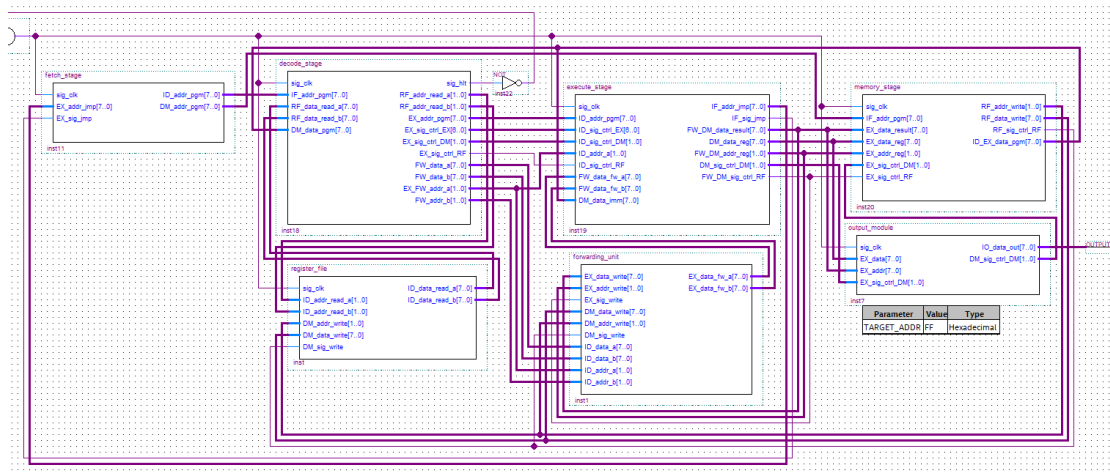 fetch_stage
sig_clk
EX_addr_jmp[7..0]
EX_sig_jmp
ID_addr_pgm[7..0]
DM_addr_pgm[7..0]
inst11
decode_stage
sig_clk
IF_addr_pgm[7..0]
RF_data_read_a[7..0]
RF_data_read_b[7..0]
DM_data_pgm[7..0]
sig_hlt
RF_addr_read_a[1..0]
RF_addr_read_b[1..0]
EX_addr_pgm[7..0]
EX_sig_ctrl_EX[6..0]
EX_sig_ctrl_DM[1..0]
EX_sig_ctrl_RF
FW_data_a[7..0]
FW_data_b[7..0]
EX_FW_addr_a[1..0]
FW_addr_b[1..0]
inst18
NOT
inst22
execute_stage
sig_clk
ID_addr_pgm[7..0]
ID_sig_ctrl_EX[6..0]
ID_sig_ctrl_DM[1..0]
ID_addr_a[1..0]
ID_sig_ctrl_RF
FW_data_fw_a[7..0]
FW_data_fw_b[7..0]
DM_data_imm[7..0]
IF_addr_jmp[7..0]
IF_sig_jmp
FW_DM_data_result[7..0]
DM_data_reg[7..0]
FW_DM_addr_reg[1..0]
DM_sig_ctrl_DM[1..0]
FW_DM_sig_ctrl_RF
inst19
memory_stage
sig_clk
IF_addr_pgm[7..0]
EX_data_result[7..0]
EX_data_reg[7..0]
EX_addr_reg[1..0]
EX_sig_ctrl_DM[1..0]
EX_sig_ctrl_RF
RF_addr_write[1..0]
RF_data_write[7..0]
RF_sig_ctrl_RF
ID_EX_data_pgm[7..0]
inst20
register_file
sig_clk
ID_addr_read_a[1..0]
ID_addr_read_b[1..0]
DM_addr_write[1..0]
DM_data_write[7..0]
DM_sig_write
ID_data_read_a[7..0]
ID_data_read_b[7..0]
inst
forwarding_unit
EX_data_write[7..0]
EX_addr_write[1..0]
EX_sig_write
DM_data_write[7..0]
DM_addr_write[1..0]
DM_sig_write
ID_data_a[7..0]
ID_data_b[7..0]
ID_addr_a[1..0]
ID_addr_b[1..0]
EX_data_fw_a[7..0]
EX_data_fw_b[7..0]
inst1
output_module
sig_clk
EX_data[7..0]
EX_addr[7..0]
EX_sig_ctrl_DM[1..0]
IO_data_out[7..0]
DM_sig_ctrl_DM[1..0]
inst7
OUTPUT
Parameter Value Type
TARGET_ADDR FF Hexadecimal